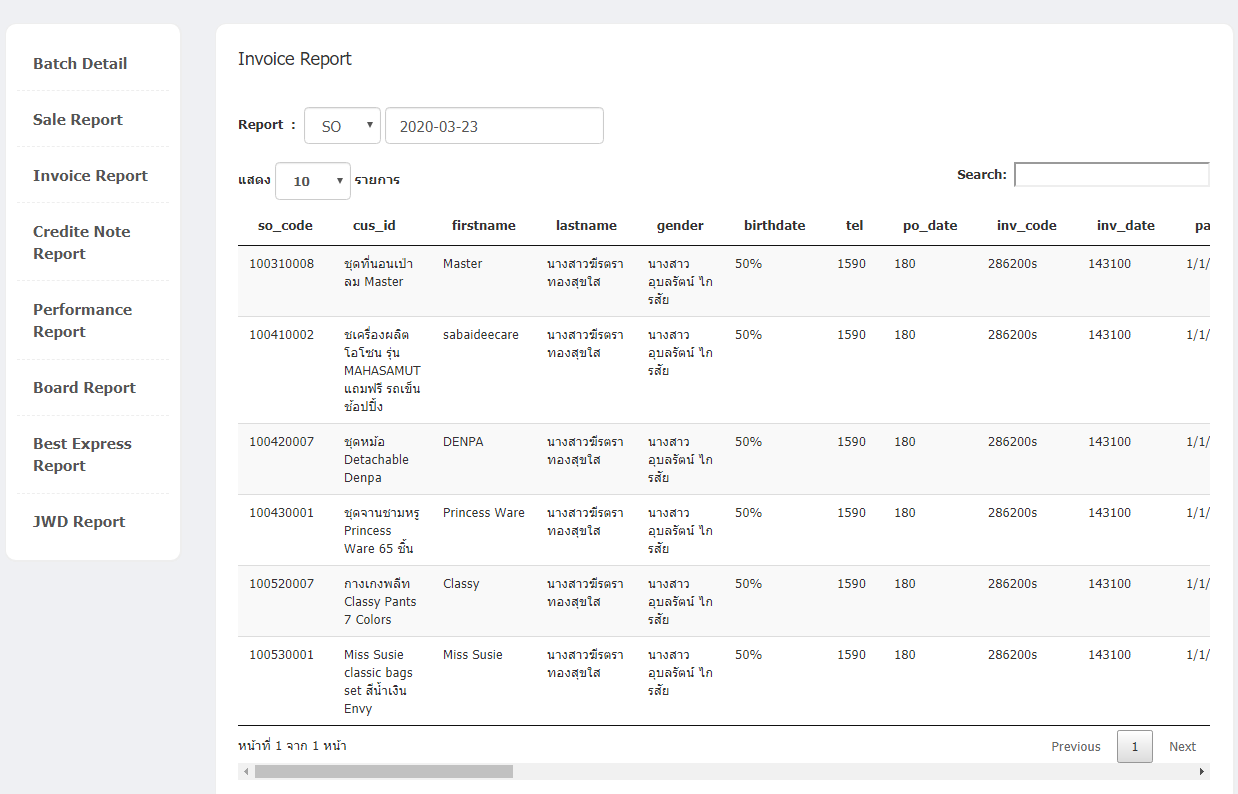 Batch Detail
Sale Report
Invoice Report
Credite Note
Report
Performance
Report
Board Report
Best Express
Report
JWD Report
Invoice Report
Report : SO 2020-03-23
แสดง 10 รายการ Search:
so_code cus_id firstname lastname gender birthdate tel po_date inv_code inv_date pa
100310008 ชุดที่นอนเป่า Master นางสาวฆีรตรา นางสาว 50% 1590 180 286200s 143100 1/1/
ลม Master ทองสุขใส อุบลรัตน์ ไก
รสัย
100410002 ชเครื่องผลิต sabaideecare นางสาวฆีรตรา นางสาว 50% 1590 180 286200s 143100 1/1/
โอโซน รุ่น ทองสุขใส อุบลรัตน์ ไก
MAHASAMUT รสัย
แถมฟรี รถเข็น
ช้อปปิ้ง
100420007 ชุดหม้อ DENPA นางสาวฆีรตรา นางสาว 50% 1590 180 286200s 143100 1/1/
Detachable ทองสุขใส อุบลรัตน์ ไก
Denpa รสัย
100430001 ชุดจานชามหรู Princess Ware นางสาวฆีรตรา นางสาว 50% 1590 180 286200s 143100 1/1/
Princess ทองสุขใส อุบลรัตน์ ไก
Ware 65 ชิ้น รสัย
100520007 กางเกงพลีท Classy นางสาวฆีรตรา นางสาว 50% 1590 180 286200s 143100 1/1/
Classy Pants ทองสุขใส อุบลรัตน์ ไก
7 Colors รสัย
100530001 Miss Susie Miss Susie นางสาวฆีรตรา นางสาว 50% 1590 180 286200s 143100 1/1/
classic bags ทองสุขใส อุบลรัตน์ ไก
set สีน้ำเงิน รสัย
Envy
หน้าที่ 1 จาก 1 หน้า Previous 1 Next